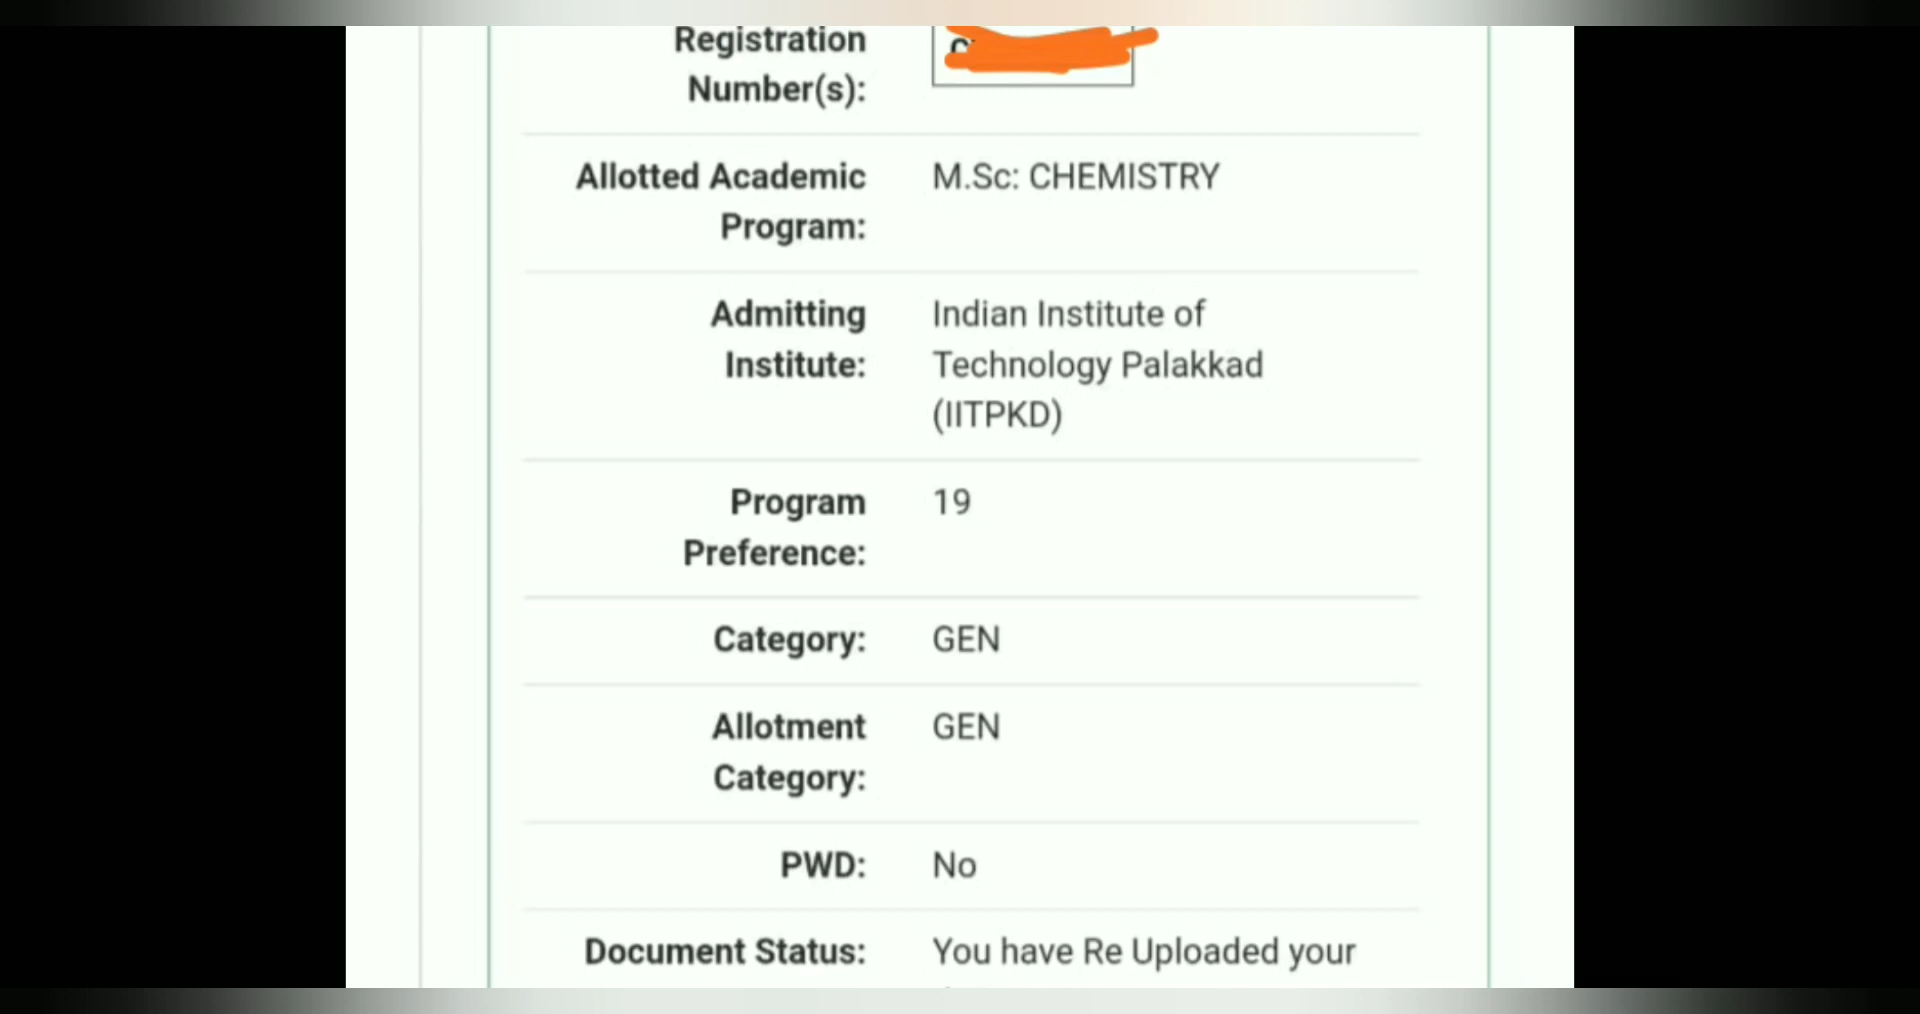 Registration
Number(s):
Allotted Academic M.Sc: CHEMISTRY
Program:
Admitting Indian Institute of
Institute: Technology Palakkad
(IITPKD)
Program 19
Preference:
Category: GEN
Allotment GEN
Category:
PWD: No
Document Status: You have Re Uploaded your